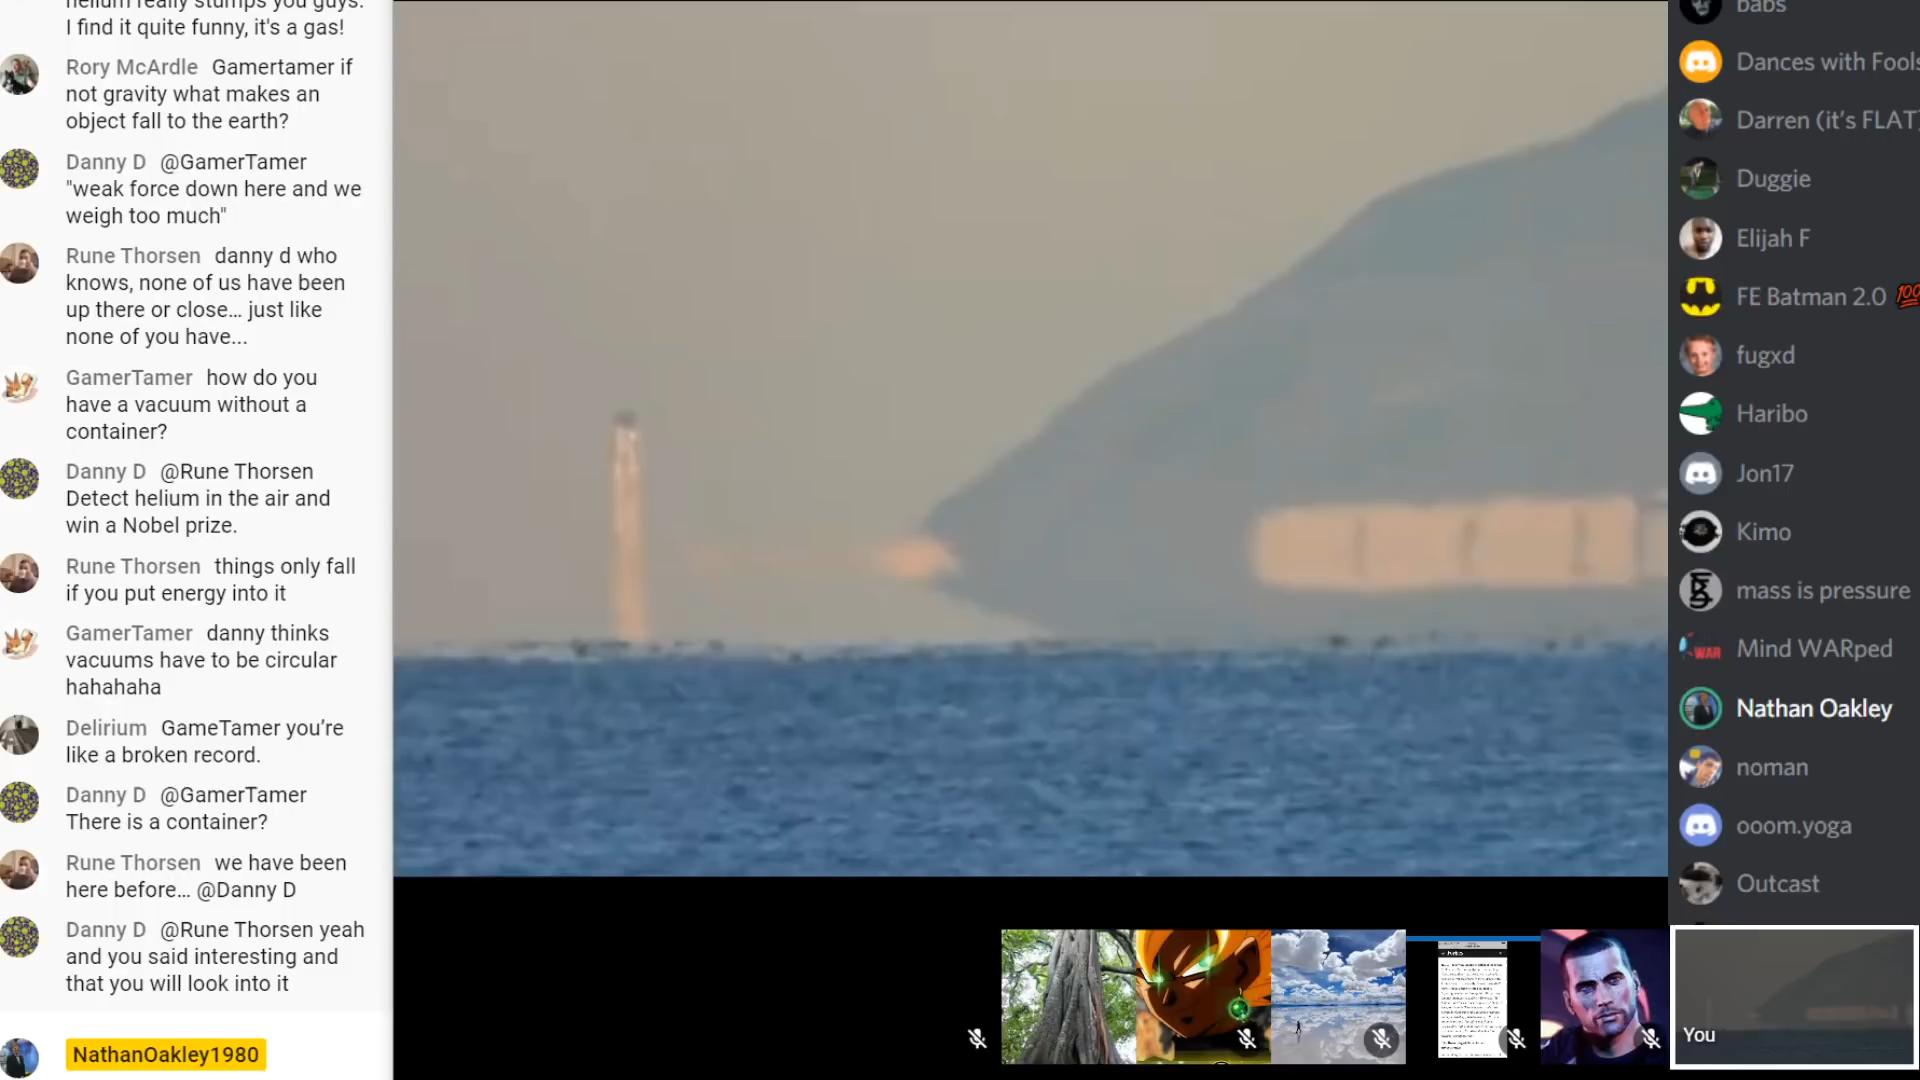 helium really stumps you guys.
I find it quite funny, it's a gas!
Rory McArdle Gamertamer if
not gravity what makes an
object fall to the earth?
Danny D @GamerTamer
"weak force down here and we
weigh too much"
Rune Thorsen danny d who
knows, none of us have been
up there or close... just like
none of you have...
GamerTamer how do you
have a vacuum without a
container?
Danny D @Rune Thorsen
Detect helium in the air and
win a Nobel prize.
Rune Thorsen things only fall
if you put energy into it
GamerTamer danny thinks
vacuums have to be circular
hahahaha
Delirium GameTamer you’re
like a broken record.
Danny D @GamerTamer
There is a container?
Rune Thorsen we have been
here before... @Danny D
Danny D @Rune Thorsen yeah
and you said interesting and
that you will look into it
NathanOakley1980
babs
Dances with Fools
Darren (it’s FLAT)
Duggie
Elijah F
FE Batman 2.0 💯
fugxd
Haribo
Jon17
Kimo
mass is pressure
WAR
Mind WARped
Nathan Oakley
noman
ooom.yoga
Outcast
Forbes
You